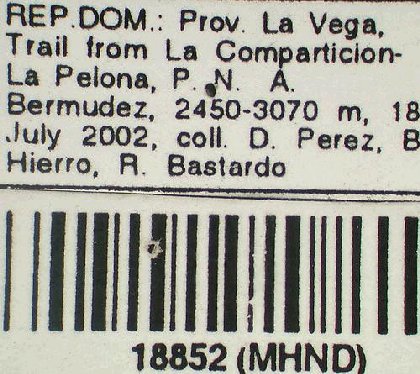 REP.DOM.: Prov. La Vega,
Trail from La Comparticion-
La Pelona, P. N. A.
Bermudez, 2450-3070 m, 18
July 2002, coll. D. Perez, B
Hierro, R. Bastardo
18852 (MHND)